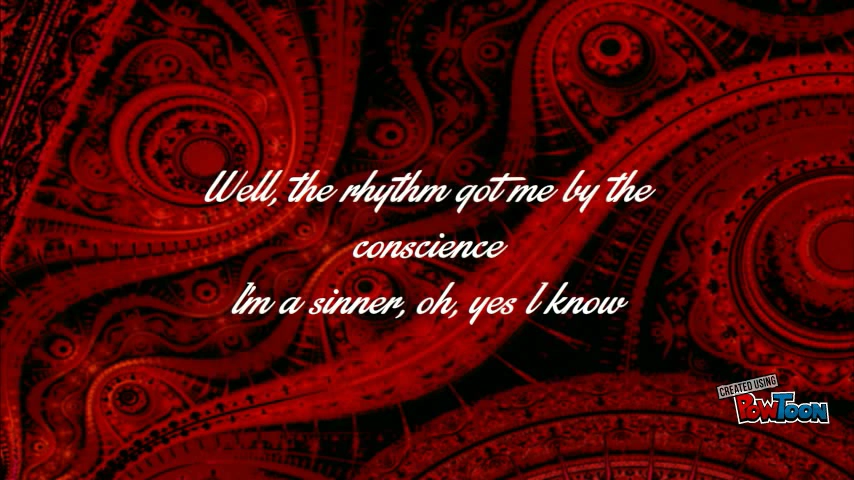 Well, the rhythm got me by the
conscience
I'm a sinner, oh, yes I know
CREATED USING
POWTOON